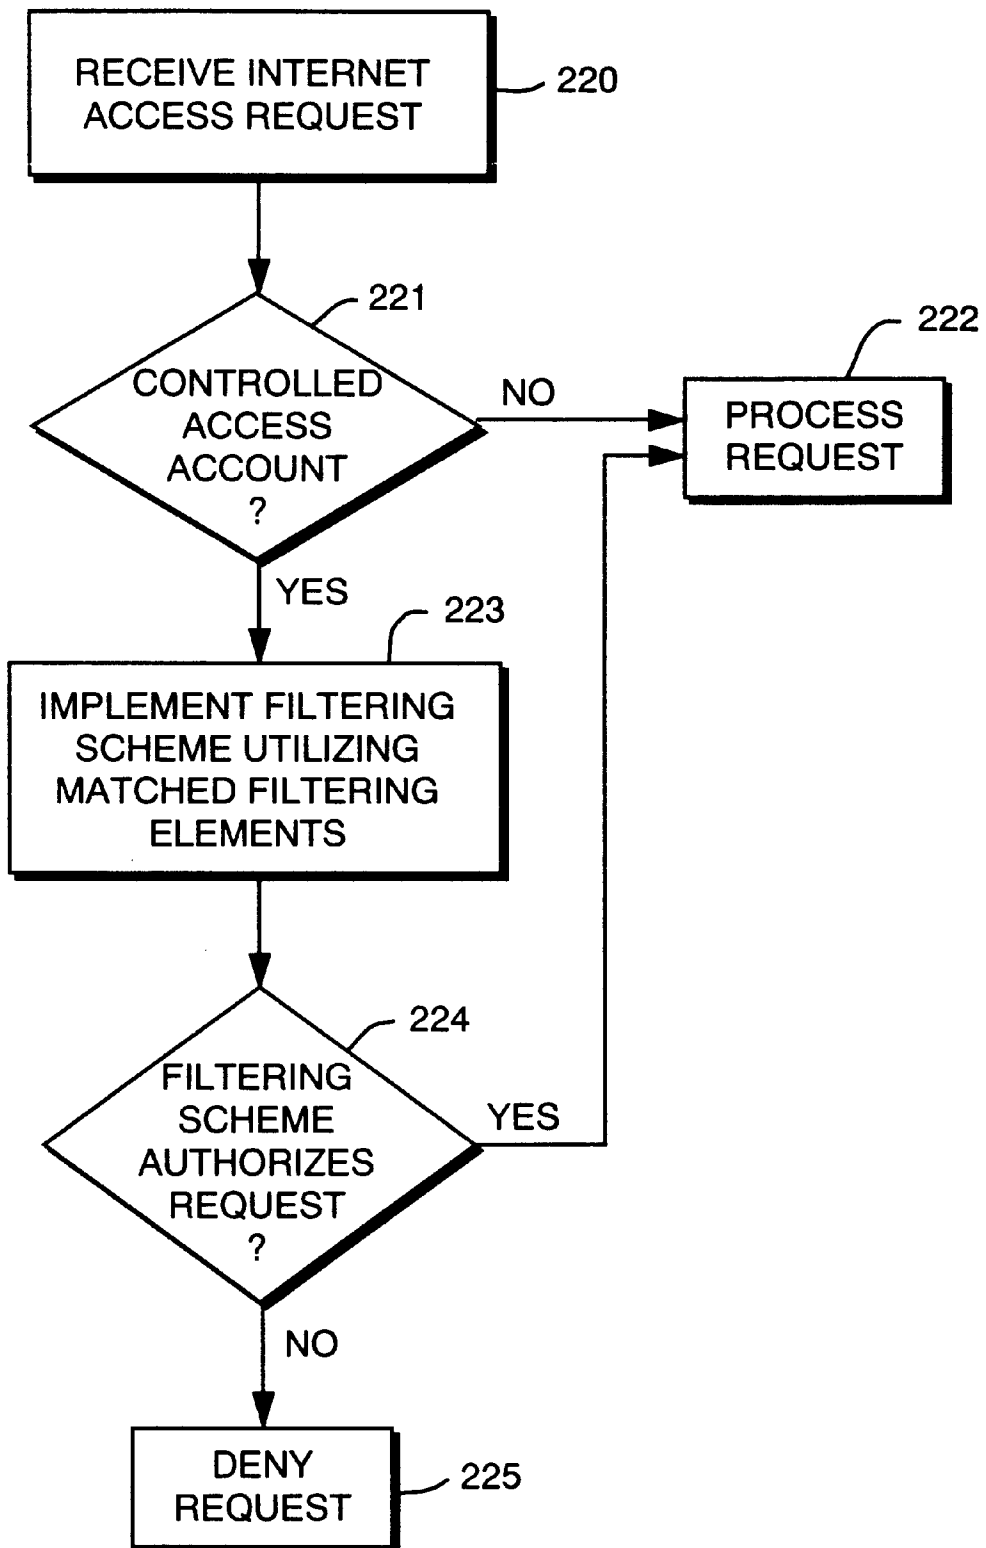 RECEIVE INTERNET
ACCESS REQUEST
220
221
CONTROLLED
ACCESS
ACCOUNT
?
NO
222
PROCESS
REQUEST
YES
223
IMPLEMENT FILTERING
SCHEME UTILIZING
MATCHED FILTERING
ELEMENTS
224
FILTERING
SCHEME
AUTHORIZES
REQUEST
?
YES
NO
DENY
REQUEST
225